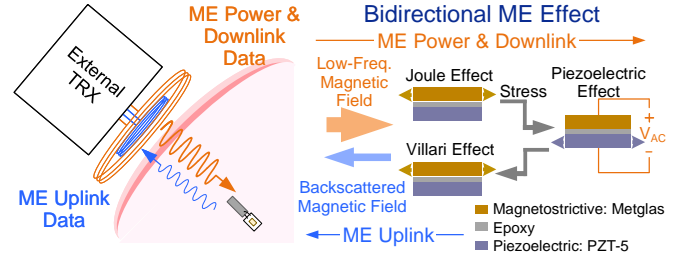 ME Power &
Downlink
Data
External
TRX
ME Uplink
Data
Bidirectional ME Effect
ME Power & Downlink
Low-Freq.
Magnetic
Field
Joule Effect
Stress
Piezoelectric
Effect
+
V_AC
−
Villari Effect
Backscattered
Magnetic Field
ME Uplink
Magnetostrictive: Metglas
Epoxy
Piezoelectric: PZT-5